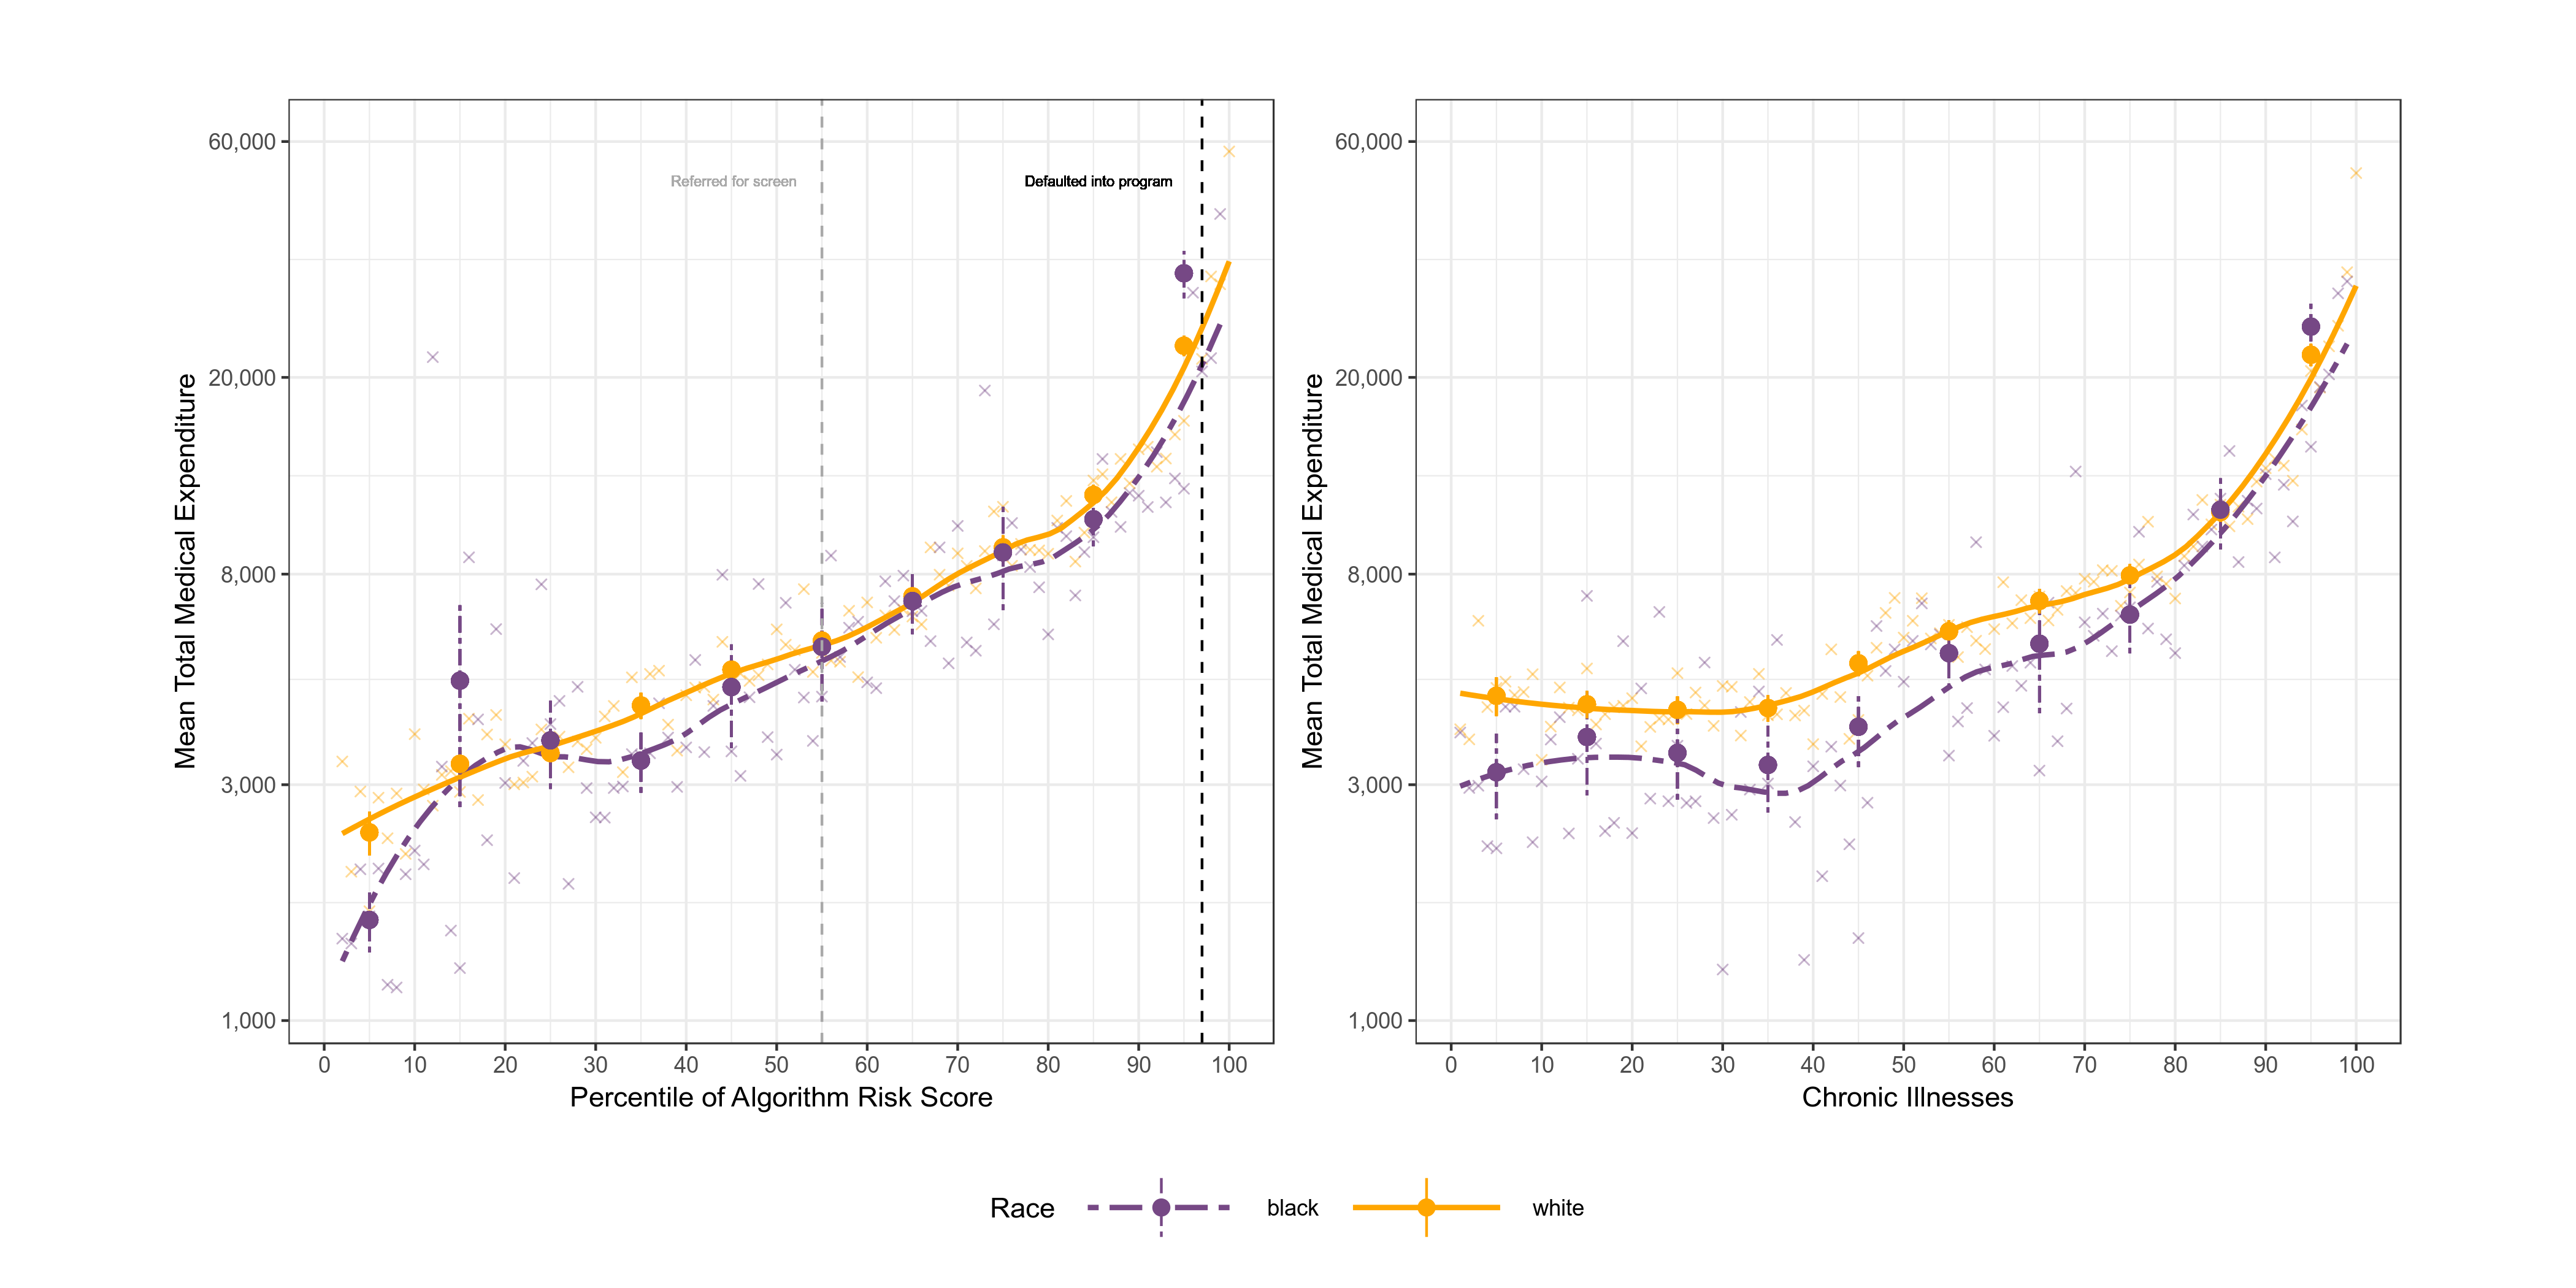 60,000
20,000
8,000
3,000
1,000
Mean Total Medical Expenditure
Referred for screen
Defaulted into program
0 10 20 30 40 50 60 70 80 90 100
Percentile of Algorithm Risk Score
60,000
20,000
8,000
3,000
1,000
Mean Total Medical Expenditure
0 10 20 30 40 50 60 70 80 90 100
Chronic Illnesses
Race black white